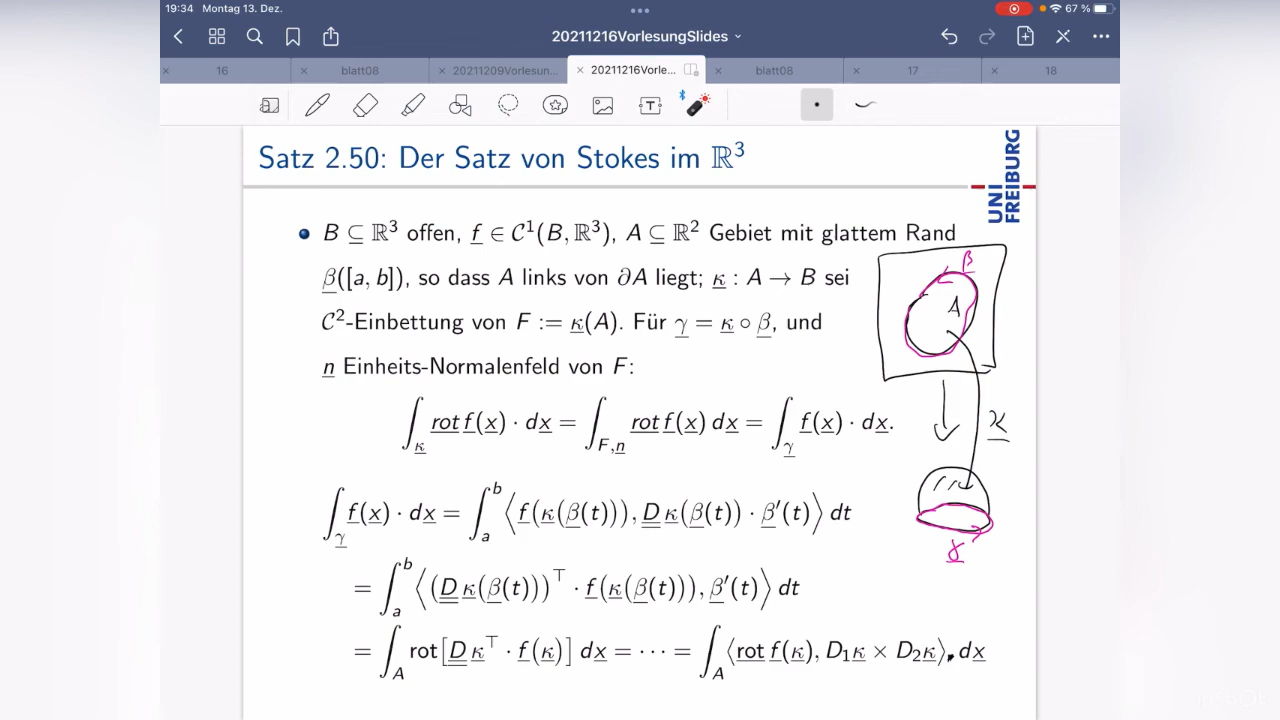 19:34 Montag 13. Dez.
67 %
20211216VorlesungSlides
16
blatt08
20211209Vorlesun...
20211216Vorle...
blatt08
17
18
Satz 2.50: Der Satz von Stokes im ℝ³
UNI FREIBURG
B ⊆ ℝ³ offen, f ∈ 𝒞¹(B, ℝ³), A ⊆ ℝ² Gebiet mit glattem Rand
β([a, b]), so dass A links von ∂A liegt; κ : A → B sei
𝒞²-Einbettung von F := κ(A). Für γ = κ ∘ β, und
n Einheits-Normalenfeld von F:
∫_κ rot f(x) · dx = ∫_{F,n} rot f(x) dx = ∫_γ f(x) · dx.
∫_γ f(x) · dx = ∫_a^b ⟨f(κ(β(t))), D κ(β(t)) · β′(t)⟩ dt
= ∫_a^b ⟨(D κ(β(t)))^⊤ · f(κ(β(t))), β′(t)⟩ dt
= ∫_A rot[D κ^⊤ · f(κ)] dx = ··· = ∫_A ⟨rot f(κ), D₁κ × D₂κ⟩, dx
β
A
κ
γ